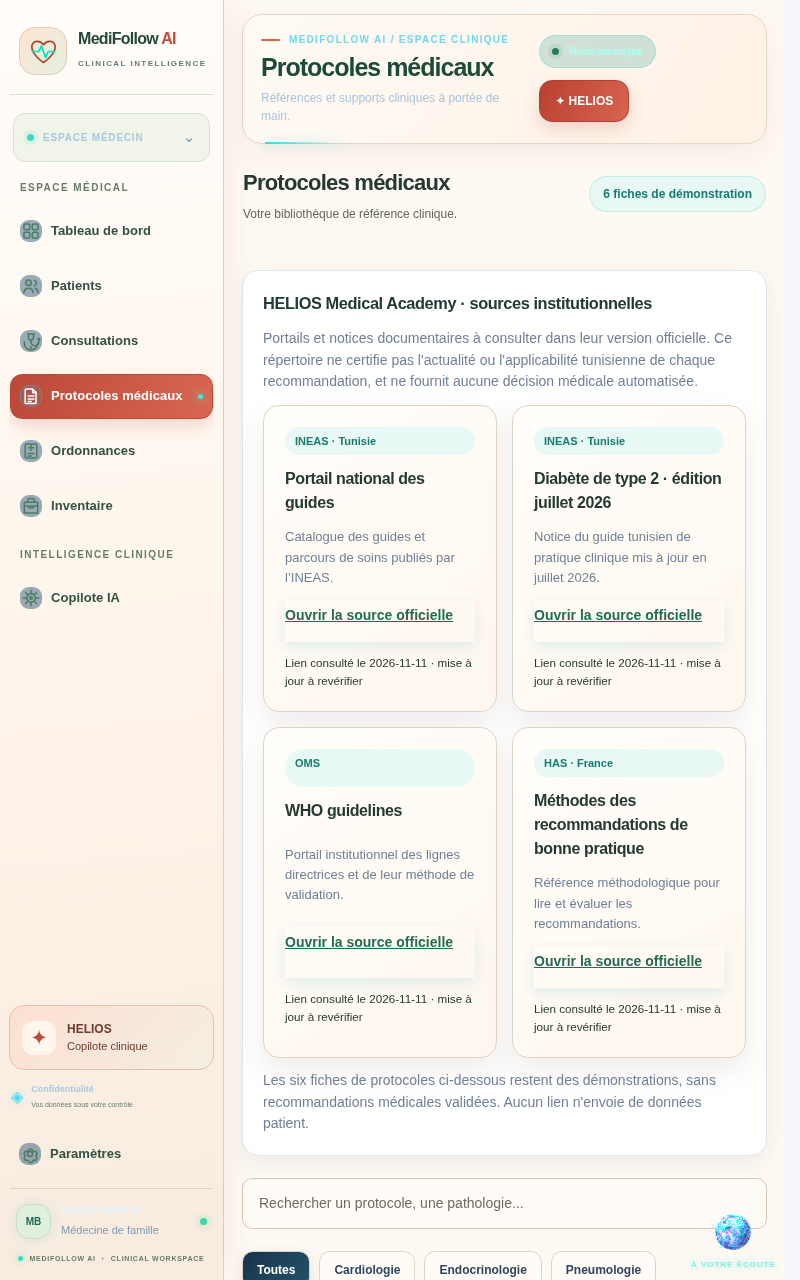 MediFollow AI
CLINICAL INTELLIGENCE
ESPACE MÉDECIN
ESPACE MÉDICAL
Tableau de bord
Patients
Consultations
Protocoles médicaux
Ordonnances
Inventaire
INTELLIGENCE CLINIQUE
Copilote IA
HELIOS
Copilote clinique
Confidentialité
Vos données sous votre contrôle
Paramètres
MB
Médecine de famille
MEDIFOLLOW AI · CLINICAL WORKSPACE
MEDIFOLLOW AI / ESPACE CLINIQUE
Protocoles médicaux
Références et supports cliniques à portée de
main.
Mode prototype
✦ HELIOS
Protocoles médicaux
Votre bibliothèque de référence clinique.
6 fiches de démonstration
HELIOS Medical Academy · sources institutionnelles
Portails et notices documentaires à consulter dans leur version officielle. Ce
répertoire ne certifie pas l'actualité ou l'applicabilité tunisienne de chaque
recommandation, et ne fournit aucune décision médicale automatisée.
INEAS · Tunisie
Portail national des
guides
Catalogue des guides et
parcours de soins publiés par
l'INEAS.
Ouvrir la source officielle
Lien consulté le 2026-11-11 · mise à
jour à revérifier
INEAS · Tunisie
Diabète de type 2 · édition
juillet 2026
Notice du guide tunisien de
pratique clinique mis à jour en
juillet 2026.
Ouvrir la source officielle
Lien consulté le 2026-11-11 · mise à
jour à revérifier
OMS
WHO guidelines
Portail institutionnel des lignes
directrices et de leur méthode de
validation.
Ouvrir la source officielle
Lien consulté le 2026-11-11 · mise à
jour à revérifier
HAS · France
Méthodes des
recommandations de
bonne pratique
Référence méthodologique pour
lire et évaluer les
recommandations.
Ouvrir la source officielle
Lien consulté le 2026-11-11 · mise à
jour à revérifier
Les six fiches de protocoles ci-dessous restent des démonstrations, sans
recommandations médicales validées. Aucun lien n'envoie de données
patient.
Rechercher un protocole, une pathologie...
Toutes
Cardiologie
Endocrinologie
Pneumologie
À VOTRE ÉCOUTE